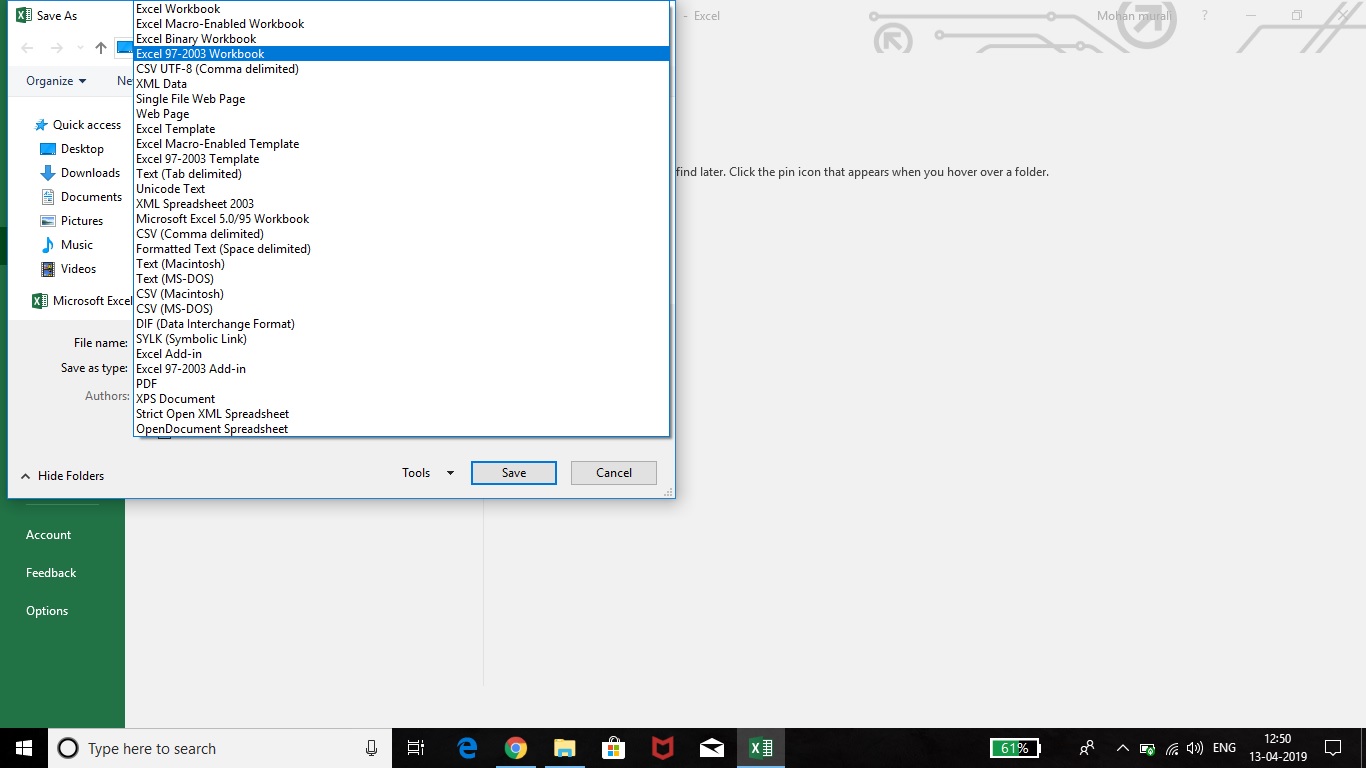 Save As
- Excel
Mohan murali
?
Organize
Ne
Excel Workbook
Excel Macro-Enabled Workbook
Excel Binary Workbook
Excel 97-2003 Workbook
CSV UTF-8 (Comma delimited)
XML Data
Single File Web Page
Web Page
Excel Template
Excel Macro-Enabled Template
Excel 97-2003 Template
Text (Tab delimited)
Unicode Text
XML Spreadsheet 2003
Microsoft Excel 5.0/95 Workbook
CSV (Comma delimited)
Formatted Text (Space delimited)
Text (Macintosh)
Text (MS-DOS)
CSV (Macintosh)
CSV (MS-DOS)
DIF (Data Interchange Format)
SYLK (Symbolic Link)
Excel Add-in
Excel 97-2003 Add-in
PDF
XPS Document
Strict Open XML Spreadsheet
OpenDocument Spreadsheet
Quick access
Desktop
Downloads
Documents
Pictures
Music
Videos
Microsoft Excel
find later. Click the pin icon that appears when you hover over a folder.
File name:
Save as type:
Authors:
Hide Folders
Tools
Save
Cancel
Account
Feedback
Options
Type here to search
61%
ENG
12:50
13-04-2019